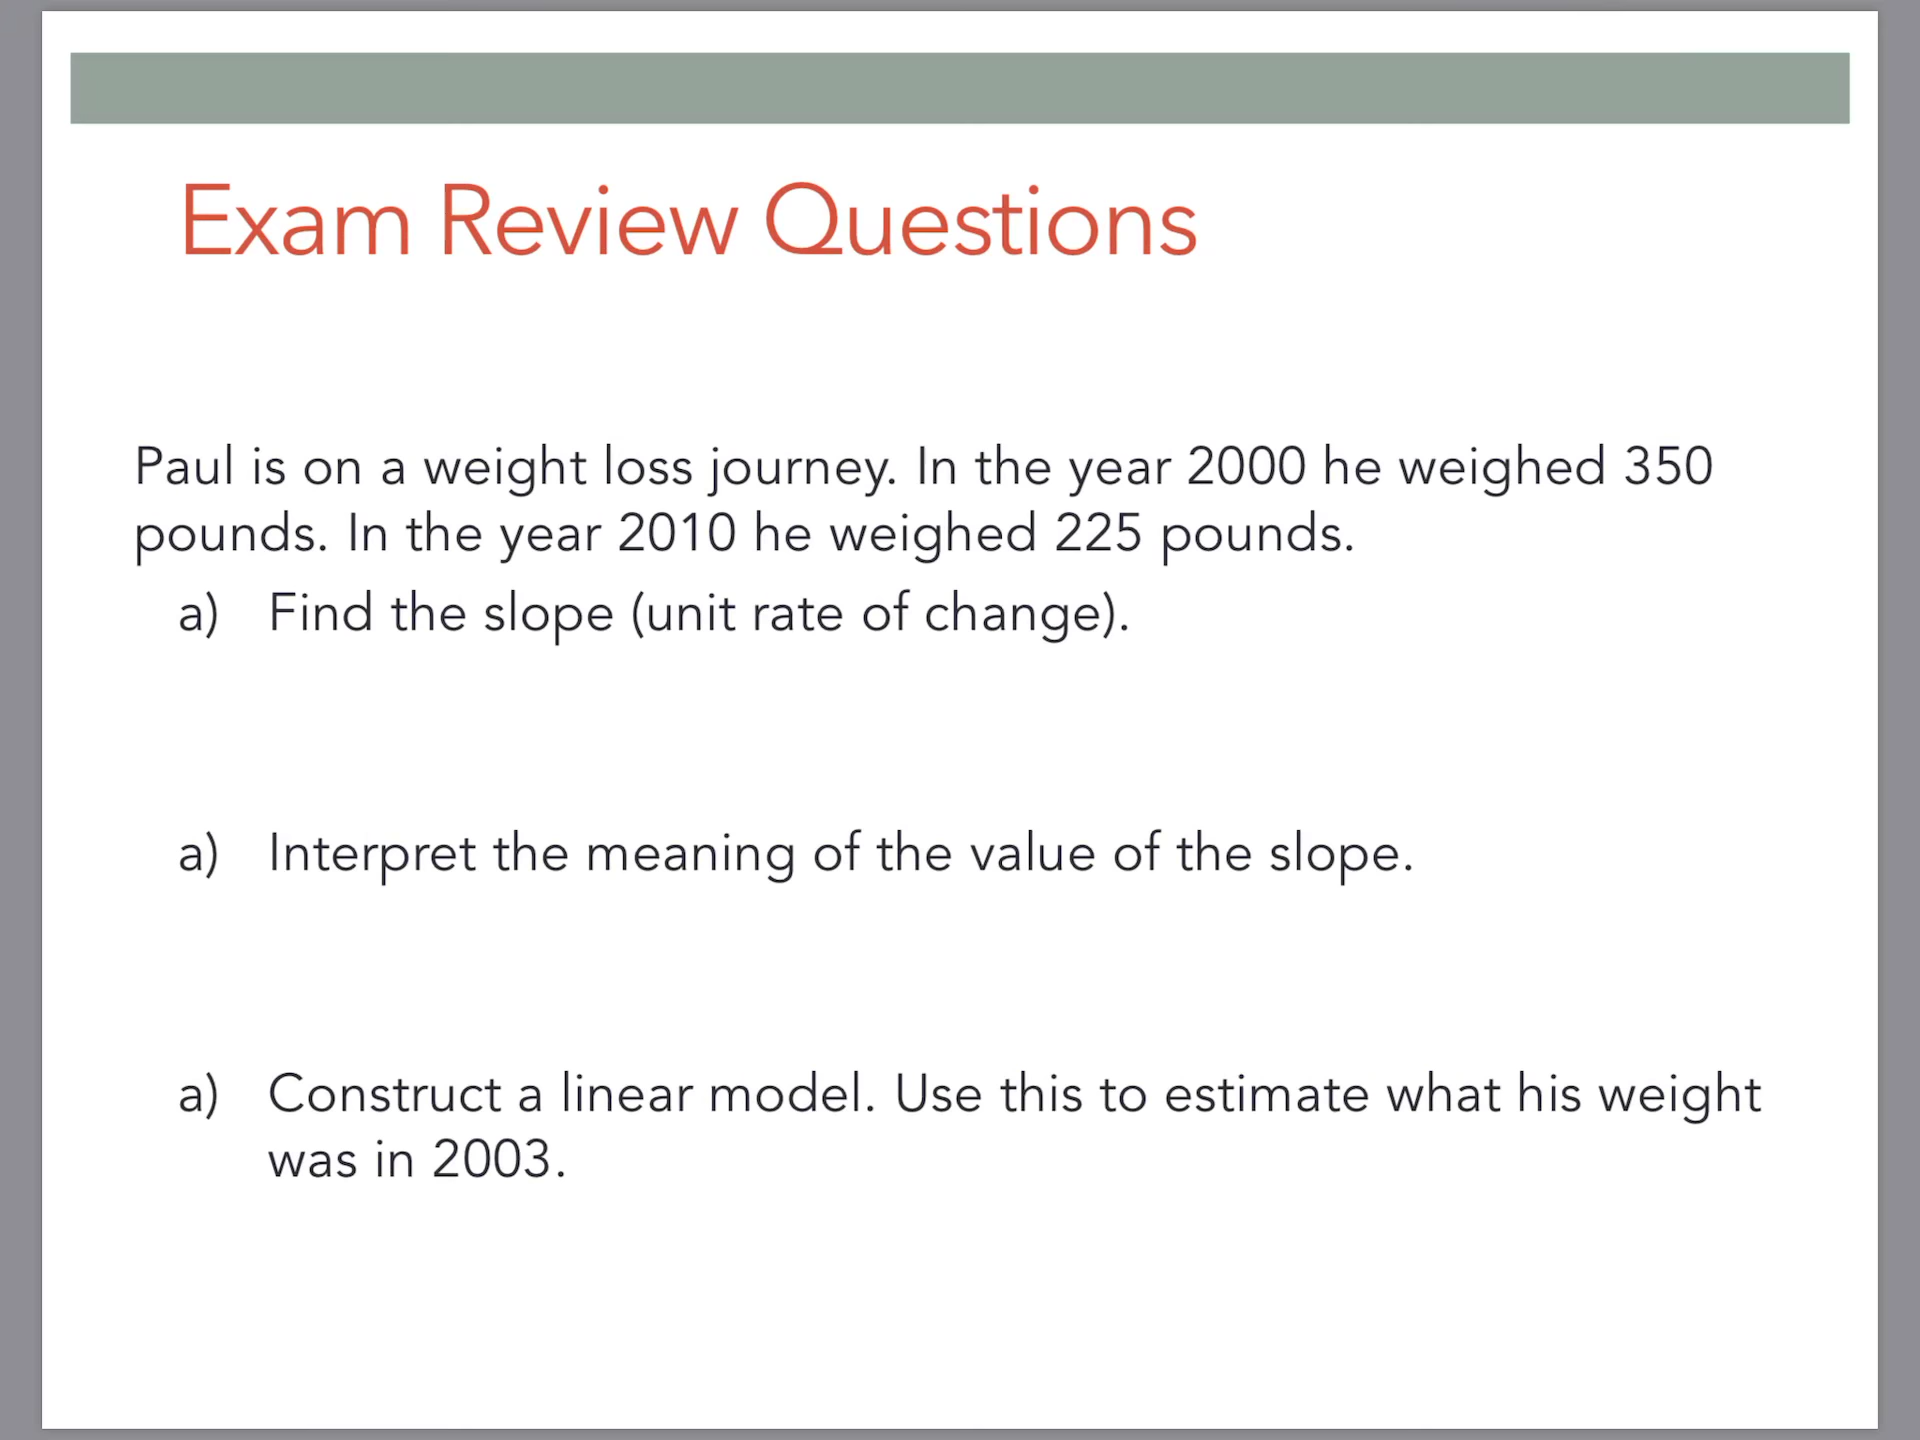 Exam Review Questions
Paul is on a weight loss journey. In the year 2000 he weighed 350
pounds. In the year 2010 he weighed 225 pounds.
a) Find the slope (unit rate of change).
a) Interpret the meaning of the value of the slope.
a) Construct a linear model. Use this to estimate what his weight
was in 2003.